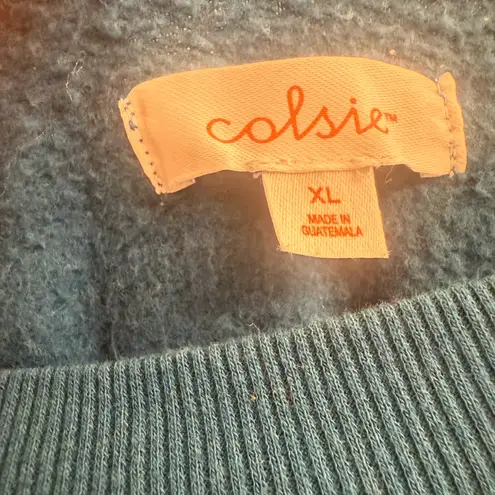 colsie™
XL
MADE IN
GUATEMALA